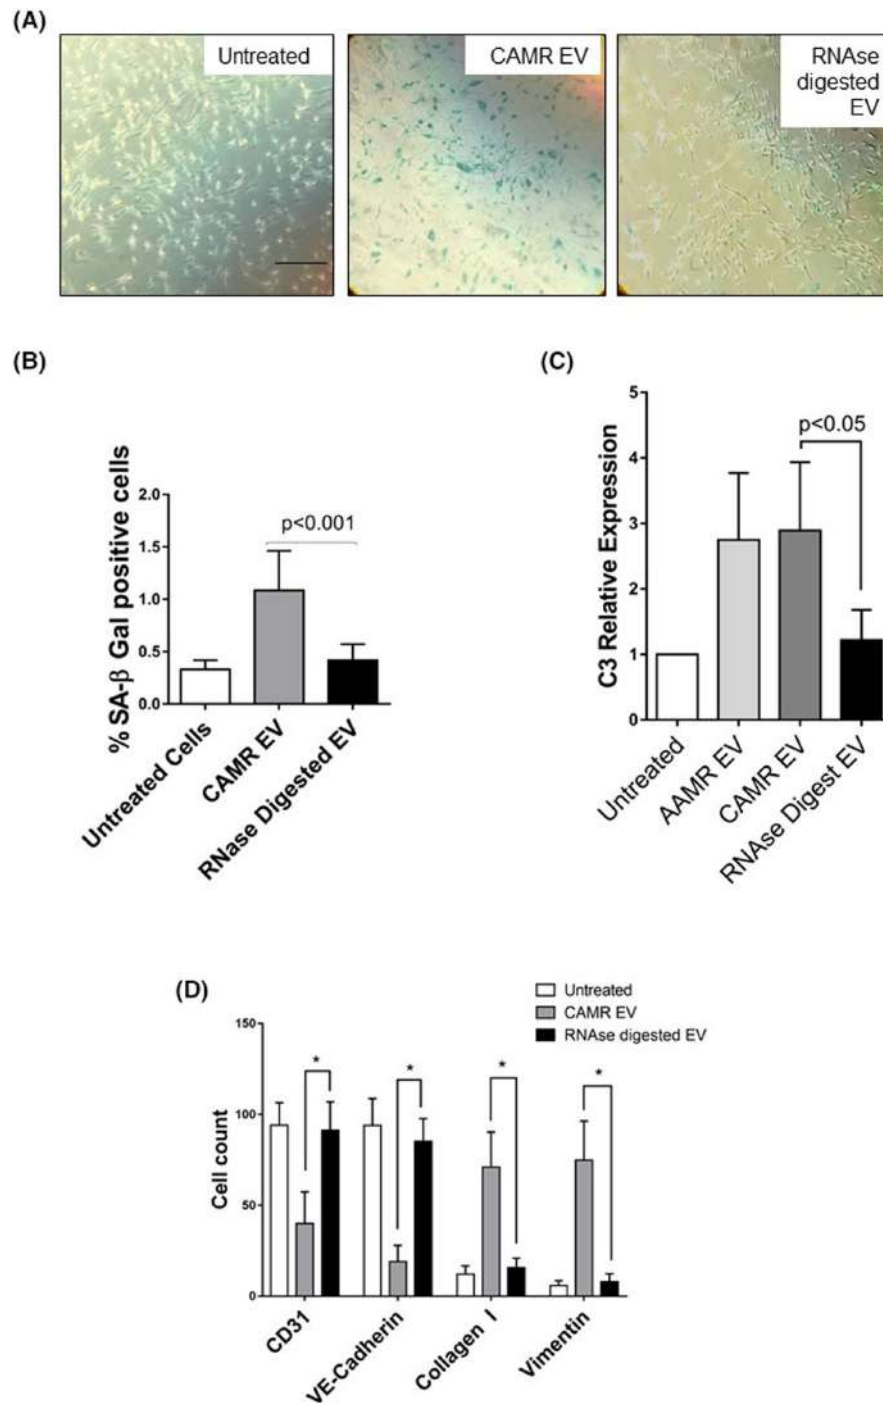 (A)
Untreated
CAMR EV
RNAse
digested
EV
(B)
% SA-β Gal positive cells
2.0
1.5
1.0
0.5
0.0
p<0.001
Untreated Cells
CAMR EV
RNase Digested EV
(C)
C3 Relative Expression
5
4
3
2
1
0
p<0.05
Untreated
AAMR EV
CAMR EV
RNAse Digest EV
(D)
Untreated
CAMR EV
RNAse digested EV
Cell count
150
100
50
0
*
*
*
*
CD31
VE-Cadherin
Collagen I
Vimentin